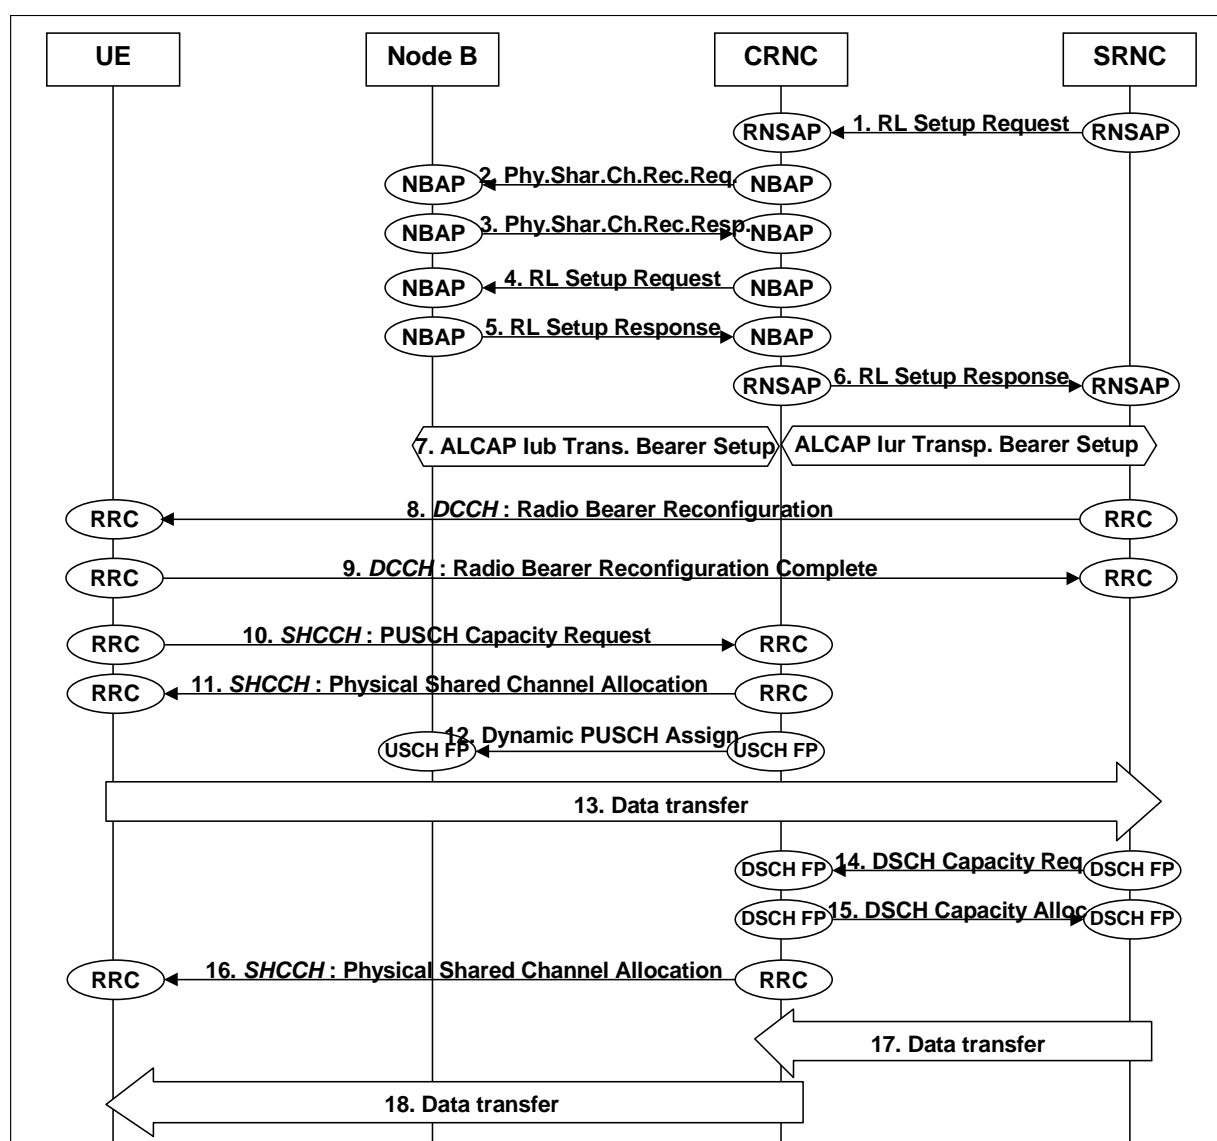 UE Node B CRNC SRNC
RNSAP 1. RL Setup Request RNSAP
NBAP 2. Phy.Shar.Ch.Rec.Req. NBAP
NBAP 3. Phy.Shar.Ch.Rec.Resp. NBAP
NBAP 4. RL Setup Request NBAP
NBAP 5. RL Setup Response NBAP
RNSAP 6. RL Setup Response RNSAP
7. ALCAP Iub Trans. Bearer Setup ALCAP Iur Transp. Bearer Setup
RRC 8. DCCH : Radio Bearer Reconfiguration RRC
RRC 9. DCCH : Radio Bearer Reconfiguration Complete RRC
RRC 10. SHCCH : PUSCH Capacity Request RRC
RRC 11. SHCCH : Physical Shared Channel Allocation RRC
USCH FP 12. Dynamic PUSCH Assign USCH FP
13. Data transfer
DSCH FP 14. DSCH Capacity Req DSCH FP
DSCH FP 15. DSCH Capacity Alloc DSCH FP
RRC 16. SHCCH : Physical Shared Channel Allocation RRC
17. Data transfer
18. Data transfer